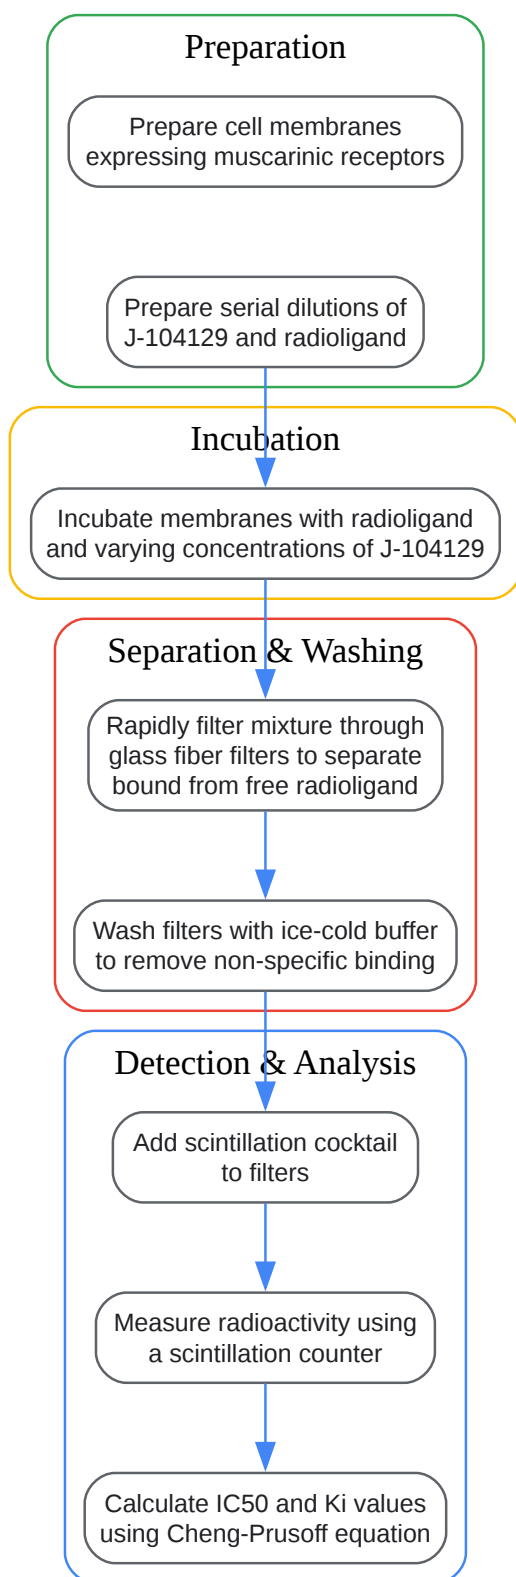 Preparation
Prepare cell membranes
expressing muscarinic receptors
Prepare serial dilutions of
J-104129 and radioligand
Incubation
Incubate membranes with radioligand
and varying concentrations of J-104129
Separation & Washing
Rapidly filter mixture through
glass fiber filters to separate
bound from free radioligand
Wash filters with ice-cold buffer
to remove non-specific binding
Detection & Analysis
Add scintillation cocktail
to filters
Measure radioactivity using
a scintillation counter
Calculate IC50 and Ki values
using Cheng-Prusoff equation